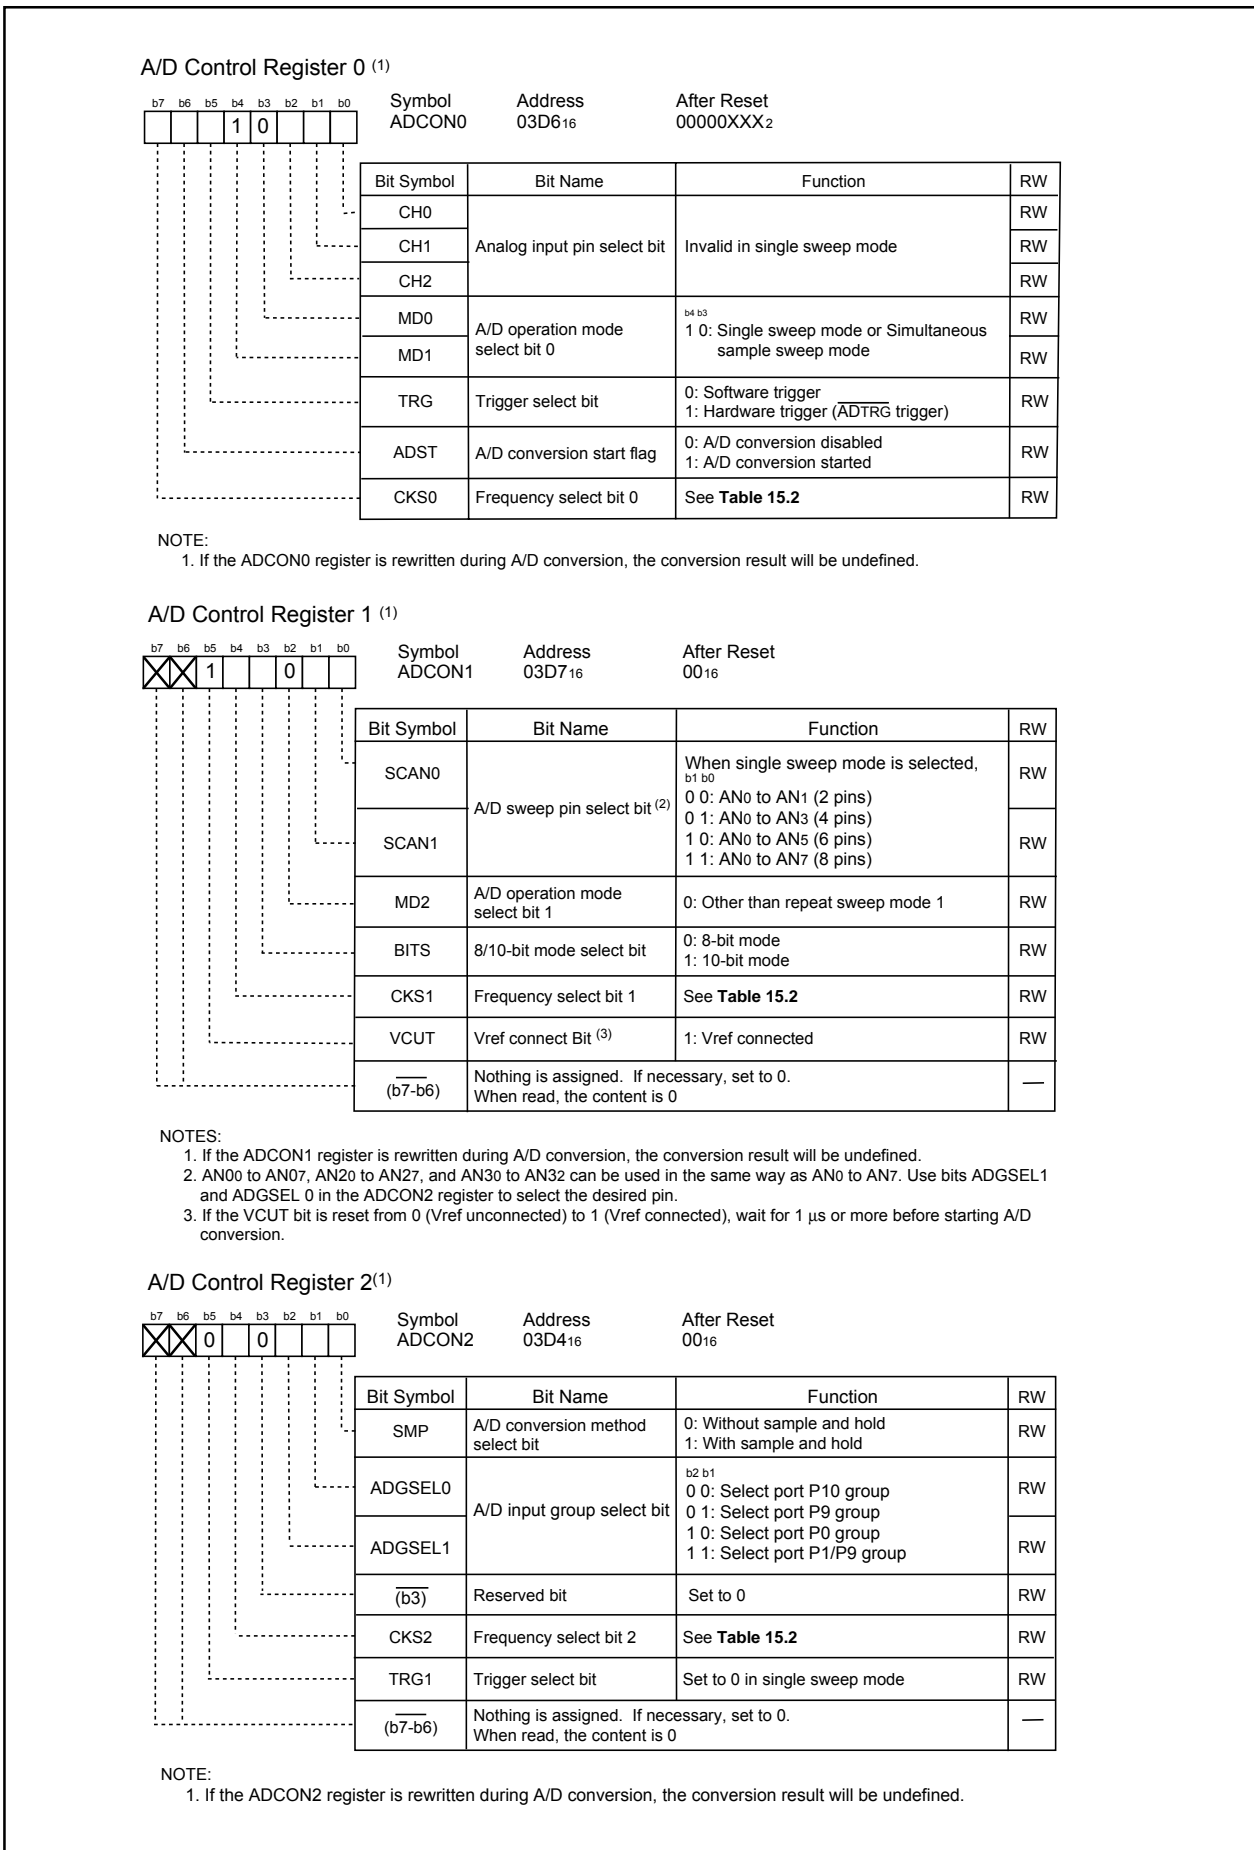 A/D Control Register 0 (1)
b7 b6 b5 b4 b3 b2 b1 b0
1 0
Symbol Address After Reset
ADCON0 03D616 00000XXX2
Bit Symbol Bit Name Function RW
CH0 RW
CH1 Analog input pin select bit Invalid in single sweep mode RW
CH2 RW
MD0 RW
A/D operation mode
select bit 0
b4 b3
1 0: Single sweep mode or Simultaneous
sample sweep mode
MD1 RW
TRG Trigger select bit 0: Software trigger
1: Hardware trigger (ADTRG trigger) RW
ADST A/D conversion start flag 0: A/D conversion disabled
1: A/D conversion started RW
CKS0 Frequency select bit 0 See Table 15.2 RW
NOTE:
1. If the ADCON0 register is rewritten during A/D conversion, the conversion result will be undefined.
A/D Control Register 1 (1)
b7 b6 b5 b4 b3 b2 b1 b0
1 0
Symbol Address After Reset
ADCON1 03D716 0016
Bit Symbol Bit Name Function RW
SCAN0 RW
A/D sweep pin select bit (2)
When single sweep mode is selected,
b1 b0
0 0: AN0 to AN1 (2 pins)
0 1: AN0 to AN3 (4 pins)
1 0: AN0 to AN5 (6 pins)
1 1: AN0 to AN7 (8 pins)
SCAN1 RW
MD2 A/D operation mode
select bit 1 0: Other than repeat sweep mode 1 RW
BITS 8/10-bit mode select bit 0: 8-bit mode
1: 10-bit mode RW
CKS1 Frequency select bit 1 See Table 15.2 RW
VCUT Vref connect Bit (3) 1: Vref connected RW
(b7-b6) Nothing is assigned. If necessary, set to 0.
When read, the content is 0 —
NOTES:
1. If the ADCON1 register is rewritten during A/D conversion, the conversion result will be undefined.
2. AN00 to AN07, AN20 to AN27, and AN30 to AN32 can be used in the same way as AN0 to AN7. Use bits ADGSEL1
and ADGSEL 0 in the ADCON2 register to select the desired pin.
3. If the VCUT bit is reset from 0 (Vref unconnected) to 1 (Vref connected), wait for 1 μs or more before starting A/D
conversion.
A/D Control Register 2(1)
b7 b6 b5 b4 b3 b2 b1 b0
0 0
Symbol Address After Reset
ADCON2 03D416 0016
Bit Symbol Bit Name Function RW
SMP A/D conversion method
select bit 0: Without sample and hold
1: With sample and hold RW
ADGSEL0 RW
A/D input group select bit
b2 b1
0 0: Select port P10 group
0 1: Select port P9 group
1 0: Select port P0 group
1 1: Select port P1/P9 group
ADGSEL1 RW
(b3) Reserved bit Set to 0 RW
CKS2 Frequency select bit 2 See Table 15.2 RW
TRG1 Trigger select bit Set to 0 in single sweep mode RW
(b7-b6) Nothing is assigned. If necessary, set to 0.
When read, the content is 0 —
NOTE:
1. If the ADCON2 register is rewritten during A/D conversion, the conversion result will be undefined.